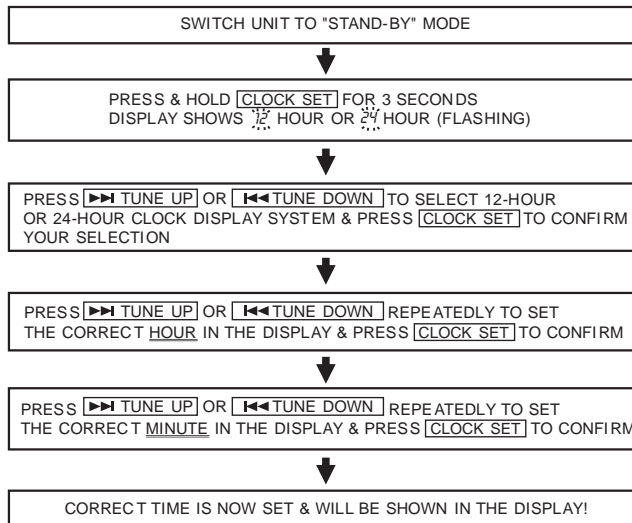 SWITCH UNIT TO "STAND-BY" MODE
PRESS & HOLD CLOCK SET FOR 3 SECONDS
DISPLAY SHOWS 12 HOUR OR 24 HOUR (FLASHING)
PRESS ►►I TUNE UP OR I◄◄ TUNE DOWN TO SELECT 12-HOUR
OR 24-HOUR CLOCK DISPLAY SYSTEM & PRESS CLOCK SET TO CONFIRM
YOUR SELECTION
PRESS ►►I TUNE UP OR I◄◄ TUNE DOWN REPEATEDLY TO SET
THE CORRECT HOUR IN THE DISPLAY & PRESS CLOCK SET TO CONFIRM
PRESS ►►I TUNE UP OR I◄◄ TUNE DOWN REPEATEDLY TO SET
THE CORRECT MINUTE IN THE DISPLAY & PRESS CLOCK SET TO CONFIRM
CORRECT TIME IS NOW SET & WILL BE SHOWN IN THE DISPLAY!